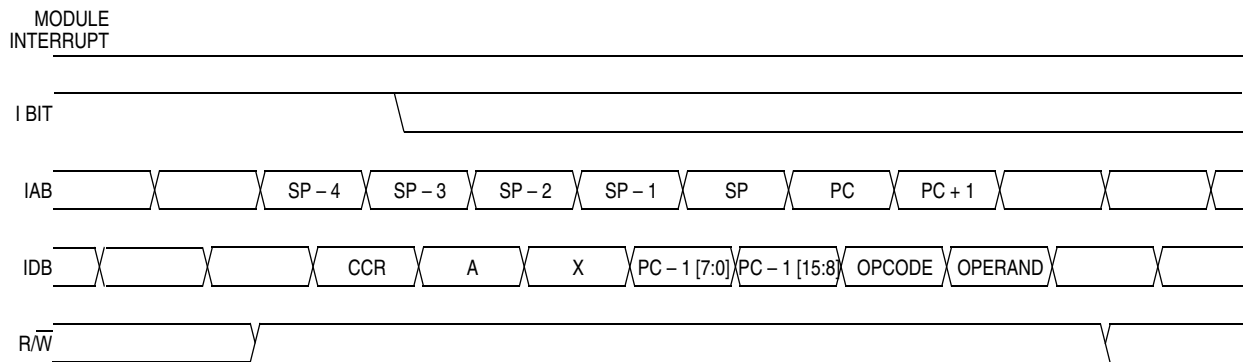 MODULE
INTERRUPT
I BIT
IAB SP – 4 SP – 3 SP – 2 SP – 1 SP PC PC + 1
IDB CCR A X PC – 1 [7:0] PC – 1 [15:8] OPCODE OPERAND
R/W̅